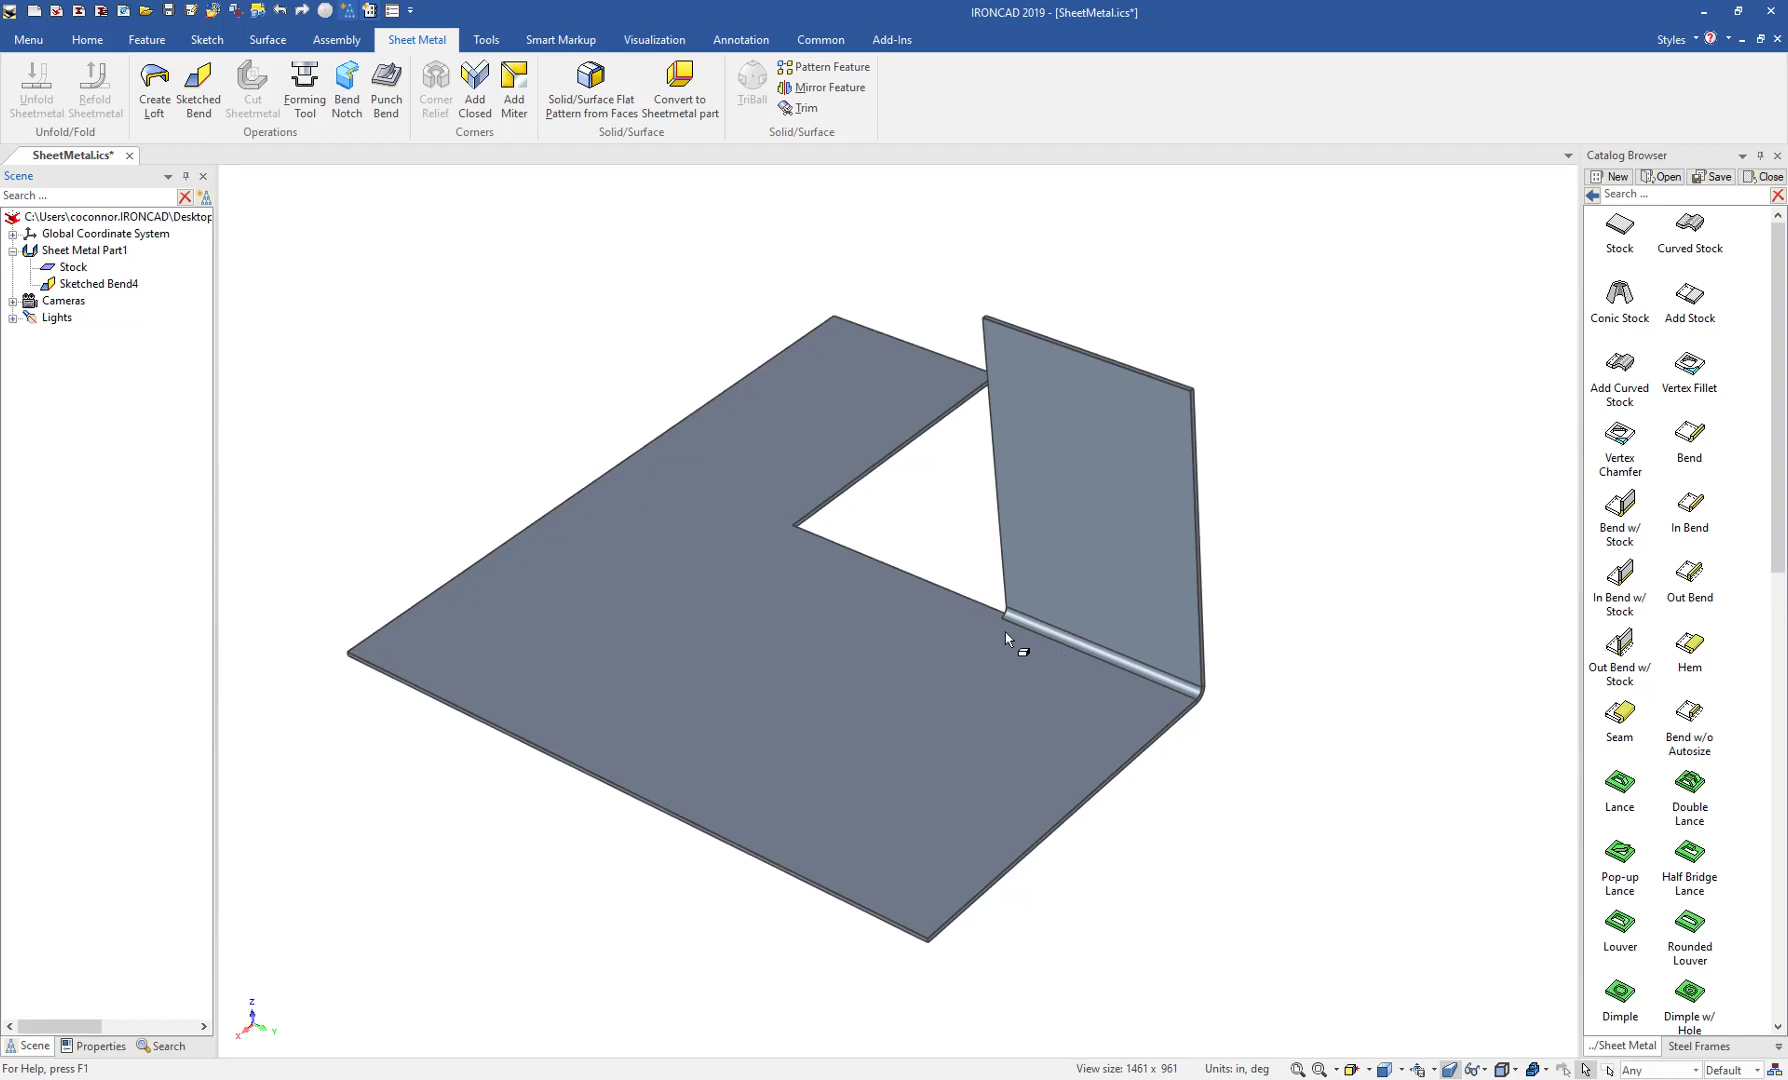 IRONCAD 2019 - [SheetMetal.ics*]
Menu Home Feature Sketch Surface Assembly Sheet Metal Tools Smart Markup Visualization Annotation Common Add-Ins Styles
Unfold Sheetmetal
Refold Sheetmetal
Unfold/Fold
Create Loft
Sketched Bend
Cut Sheetmetal
Forming Tool
Bend Notch
Punch Bend
Operations
Corner Relief
Add Closed
Add Miter
Corners
Solid/Surface Flat Pattern from Faces
Convert to Sheetmetal part
Solid/Surface
TriBall
Pattern Feature
Mirror Feature
Trim
Solid/Surface
SheetMetal.ics*
Scene
Search ...
C:\Users\coconnor.IRONCAD\Desktop
Global Coordinate System
Sheet Metal Part1
Stock
Sketched Bend4
Cameras
Lights
Z
X
Y
Scene Properties Search
Catalog Browser
New Open Save Close
Search ...
Stock
Curved Stock
Conic Stock
Add Stock
Add Curved Stock
Vertex Fillet
Vertex Chamfer
Bend
Bend w/ Stock
In Bend
In Bend w/ Stock
Out Bend
Out Bend w/ Stock
Hem
Seam
Bend w/o Autosize
Lance
Double Lance
Pop-up Lance
Half Bridge Lance
Louver
Rounded Louver
Dimple
Dimple w/ Hole
../Sheet Metal Steel Frames
For Help, press F1
View size: 1461 x 961
Units: in, deg
Any
Default